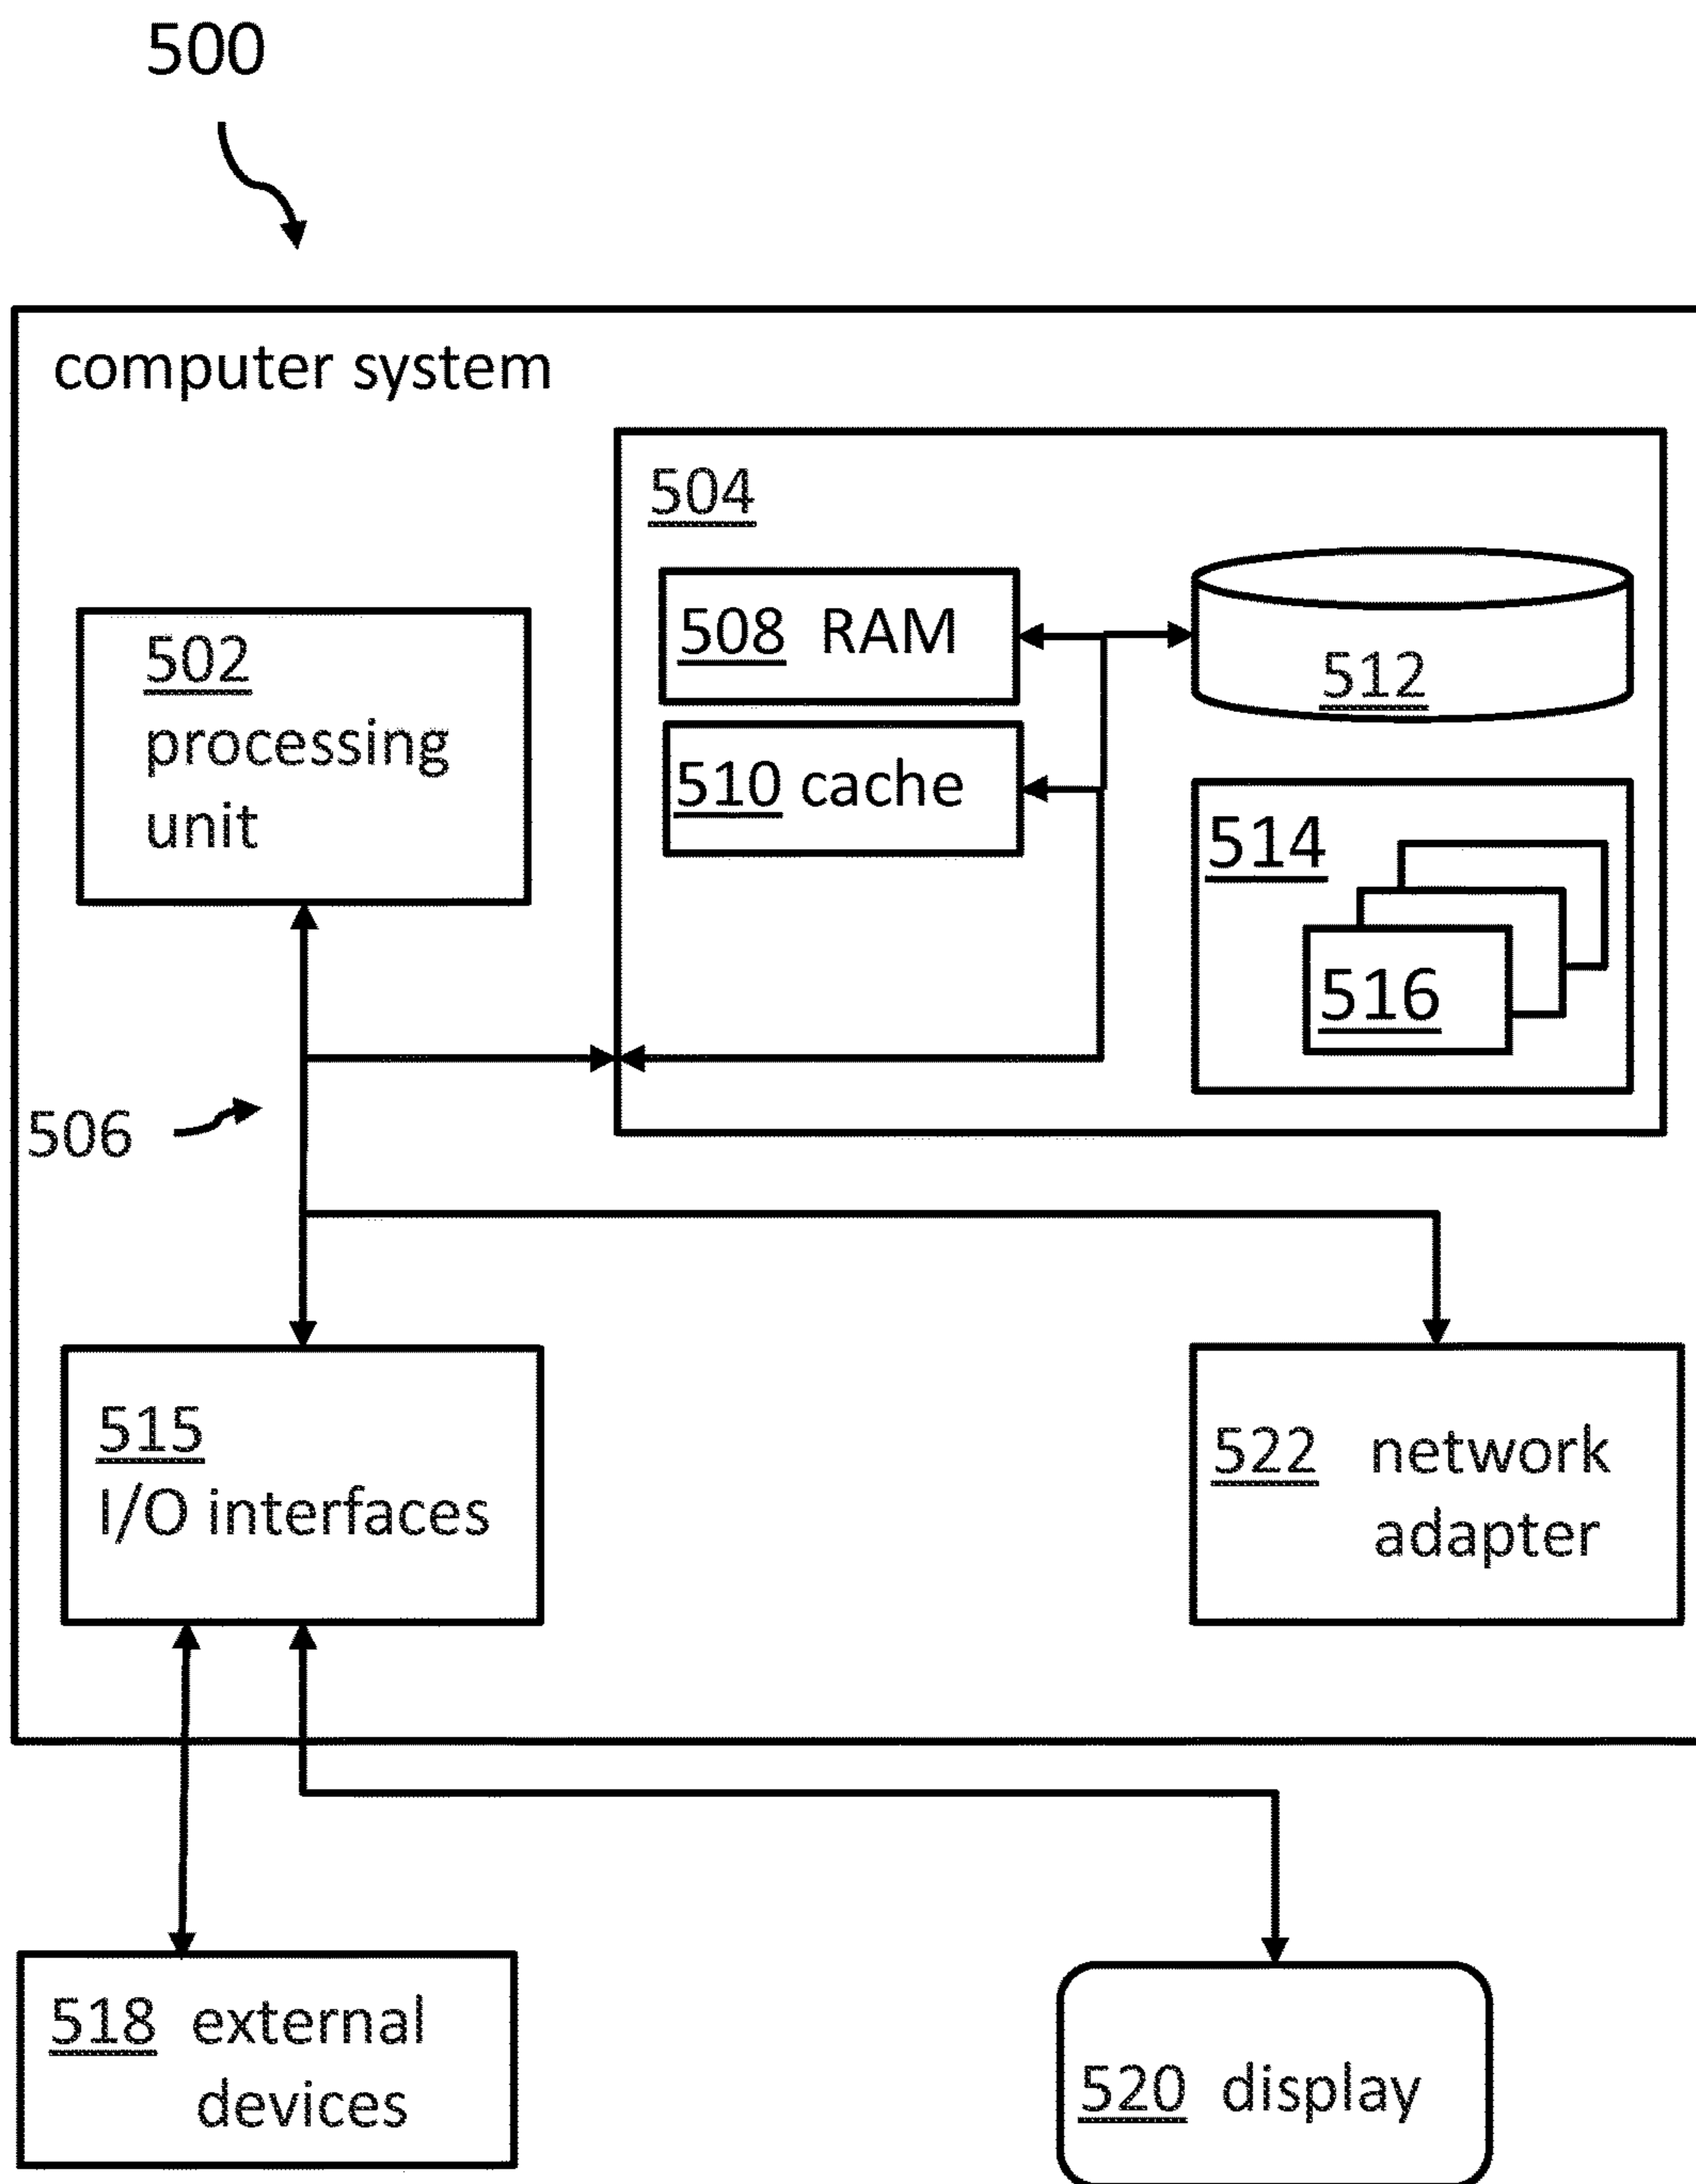 500
computer system
504
508 RAM
512
502
processing
unit
510 cache
514
516
506
515
I/O interfaces
522 network
adapter
518 external
devices
520 display